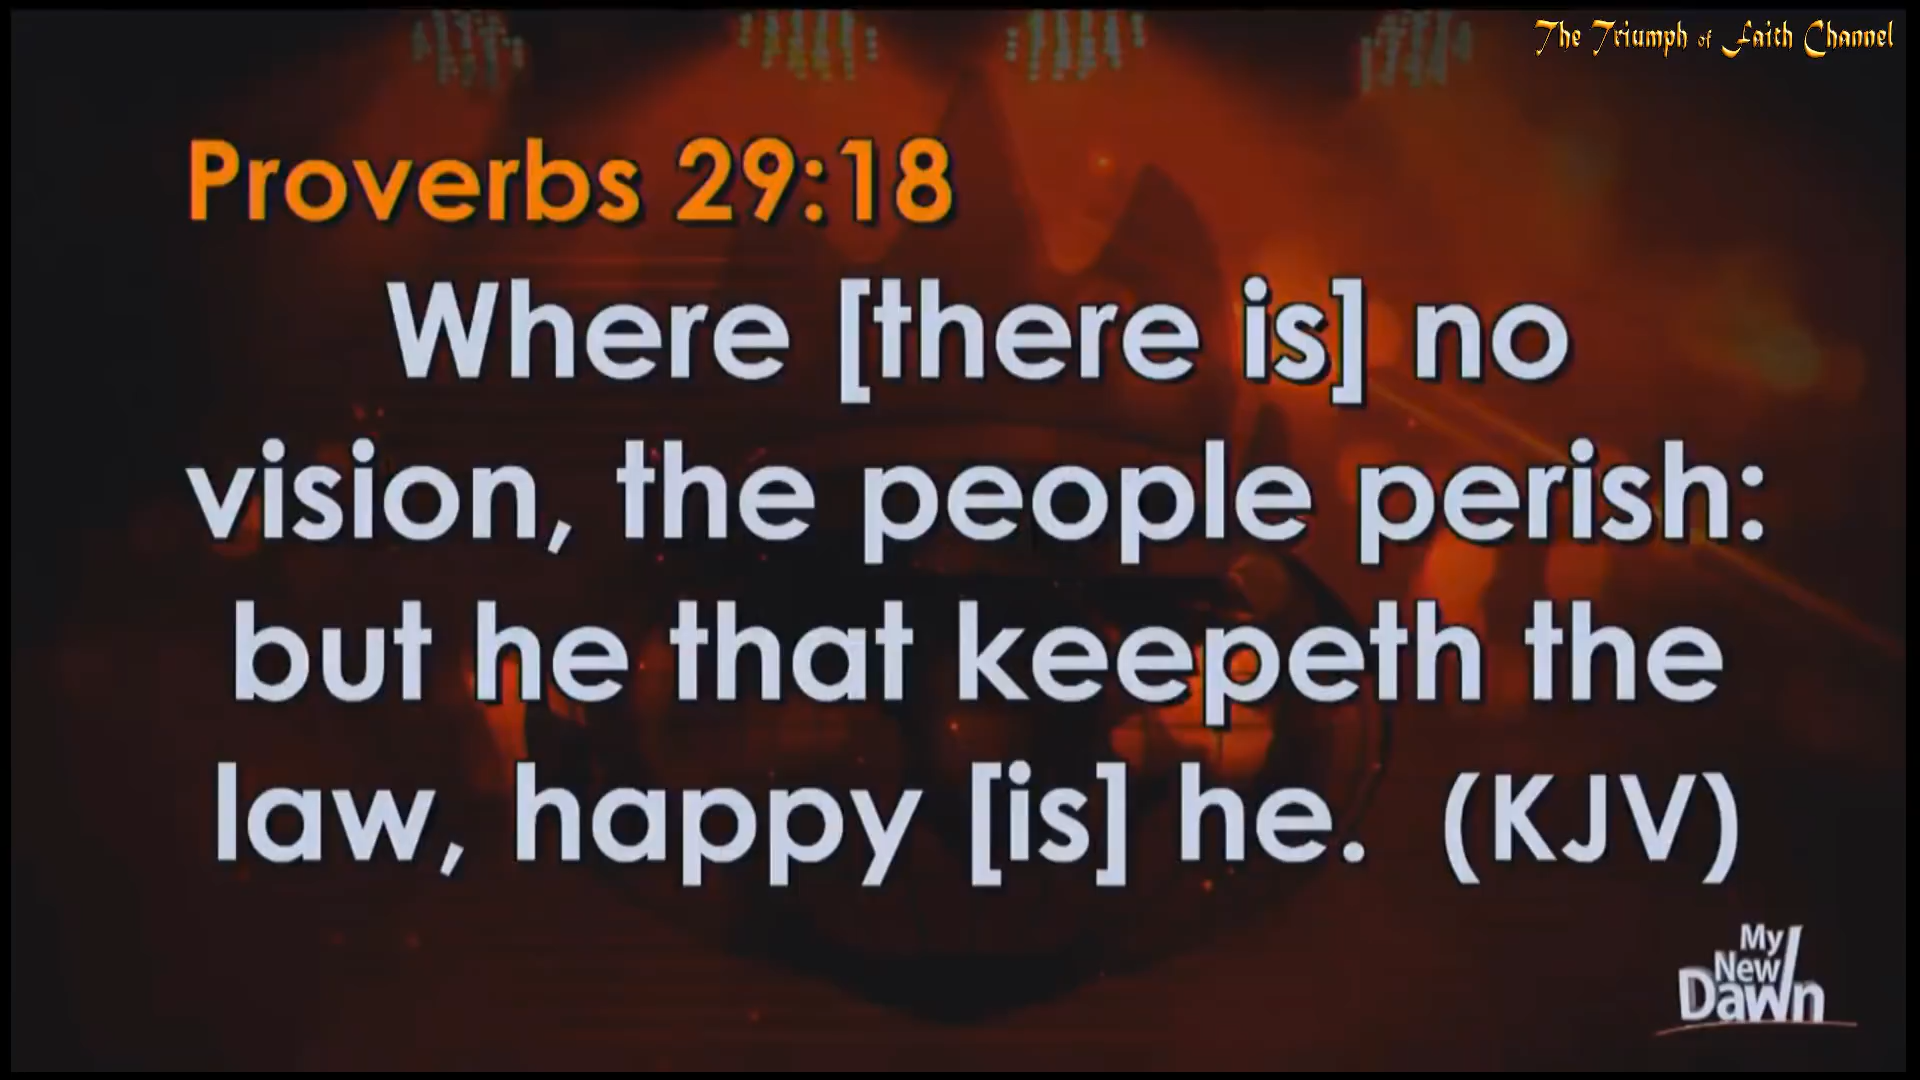 The Triumph of Faith Channel
Proverbs 29:18
Where [there is] no
vision, the people perish:
but he that keepeth the
law, happy [is] he. (KJV)
My
New
Dawn